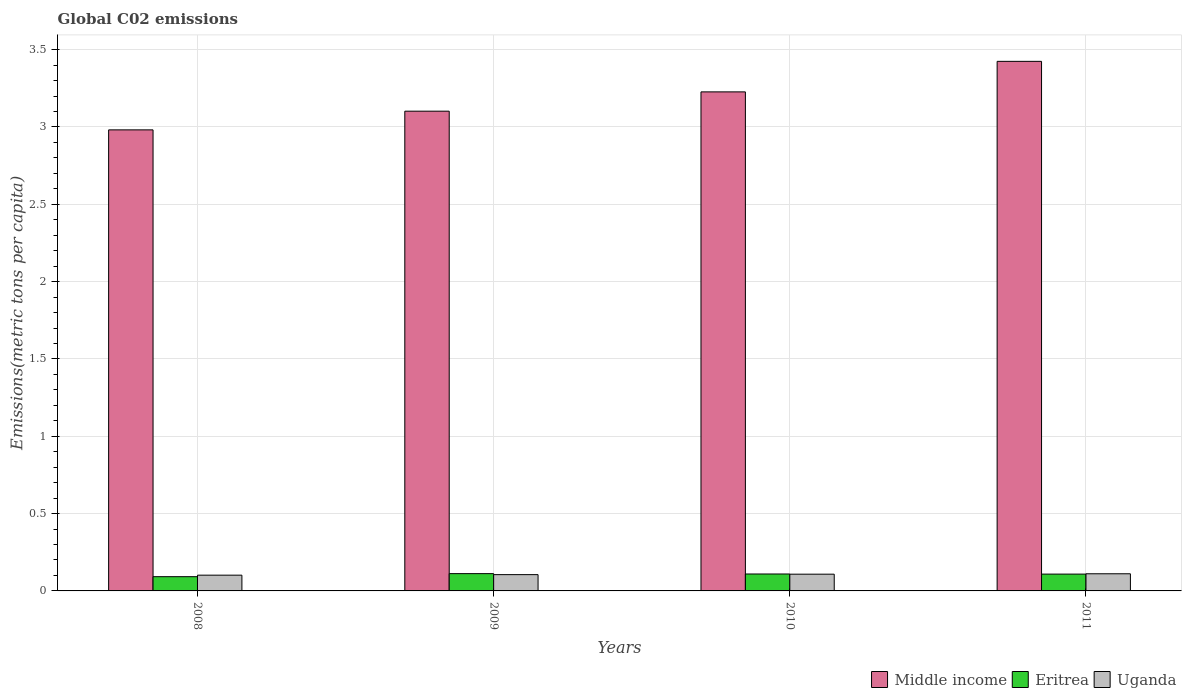 Global C02 emissions
Emissions(metric tons per capita)
3.5
3
2.5
2
1.5
1
0.5
0
2008
2009
2010
2011
Years
Middle income
Eritrea
Uganda